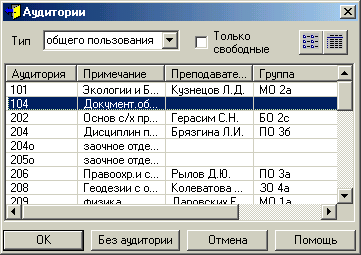 Аудитории
Тип общего пользования Только свободные
Аудитория Примечание Преподавате... Группа
101 Экологии и Б... Кузнецов Л.Д. МО 2а
104 Документ.об...
202 Основ с/х пр... Герасим С.Н. БО 2с
204 Дисциплин п... Брязгина Л.И. ПО 3б
204о заочное отде...
205о заочное отде...
206 Правоохр.и с... Рылов Д.Ю. ПО 3а
208 Геодезии с о... Колеватова ... ЗО 4а
209 физика Ларовских Е МО 1а
OK Без аудитории Отмена Помощь